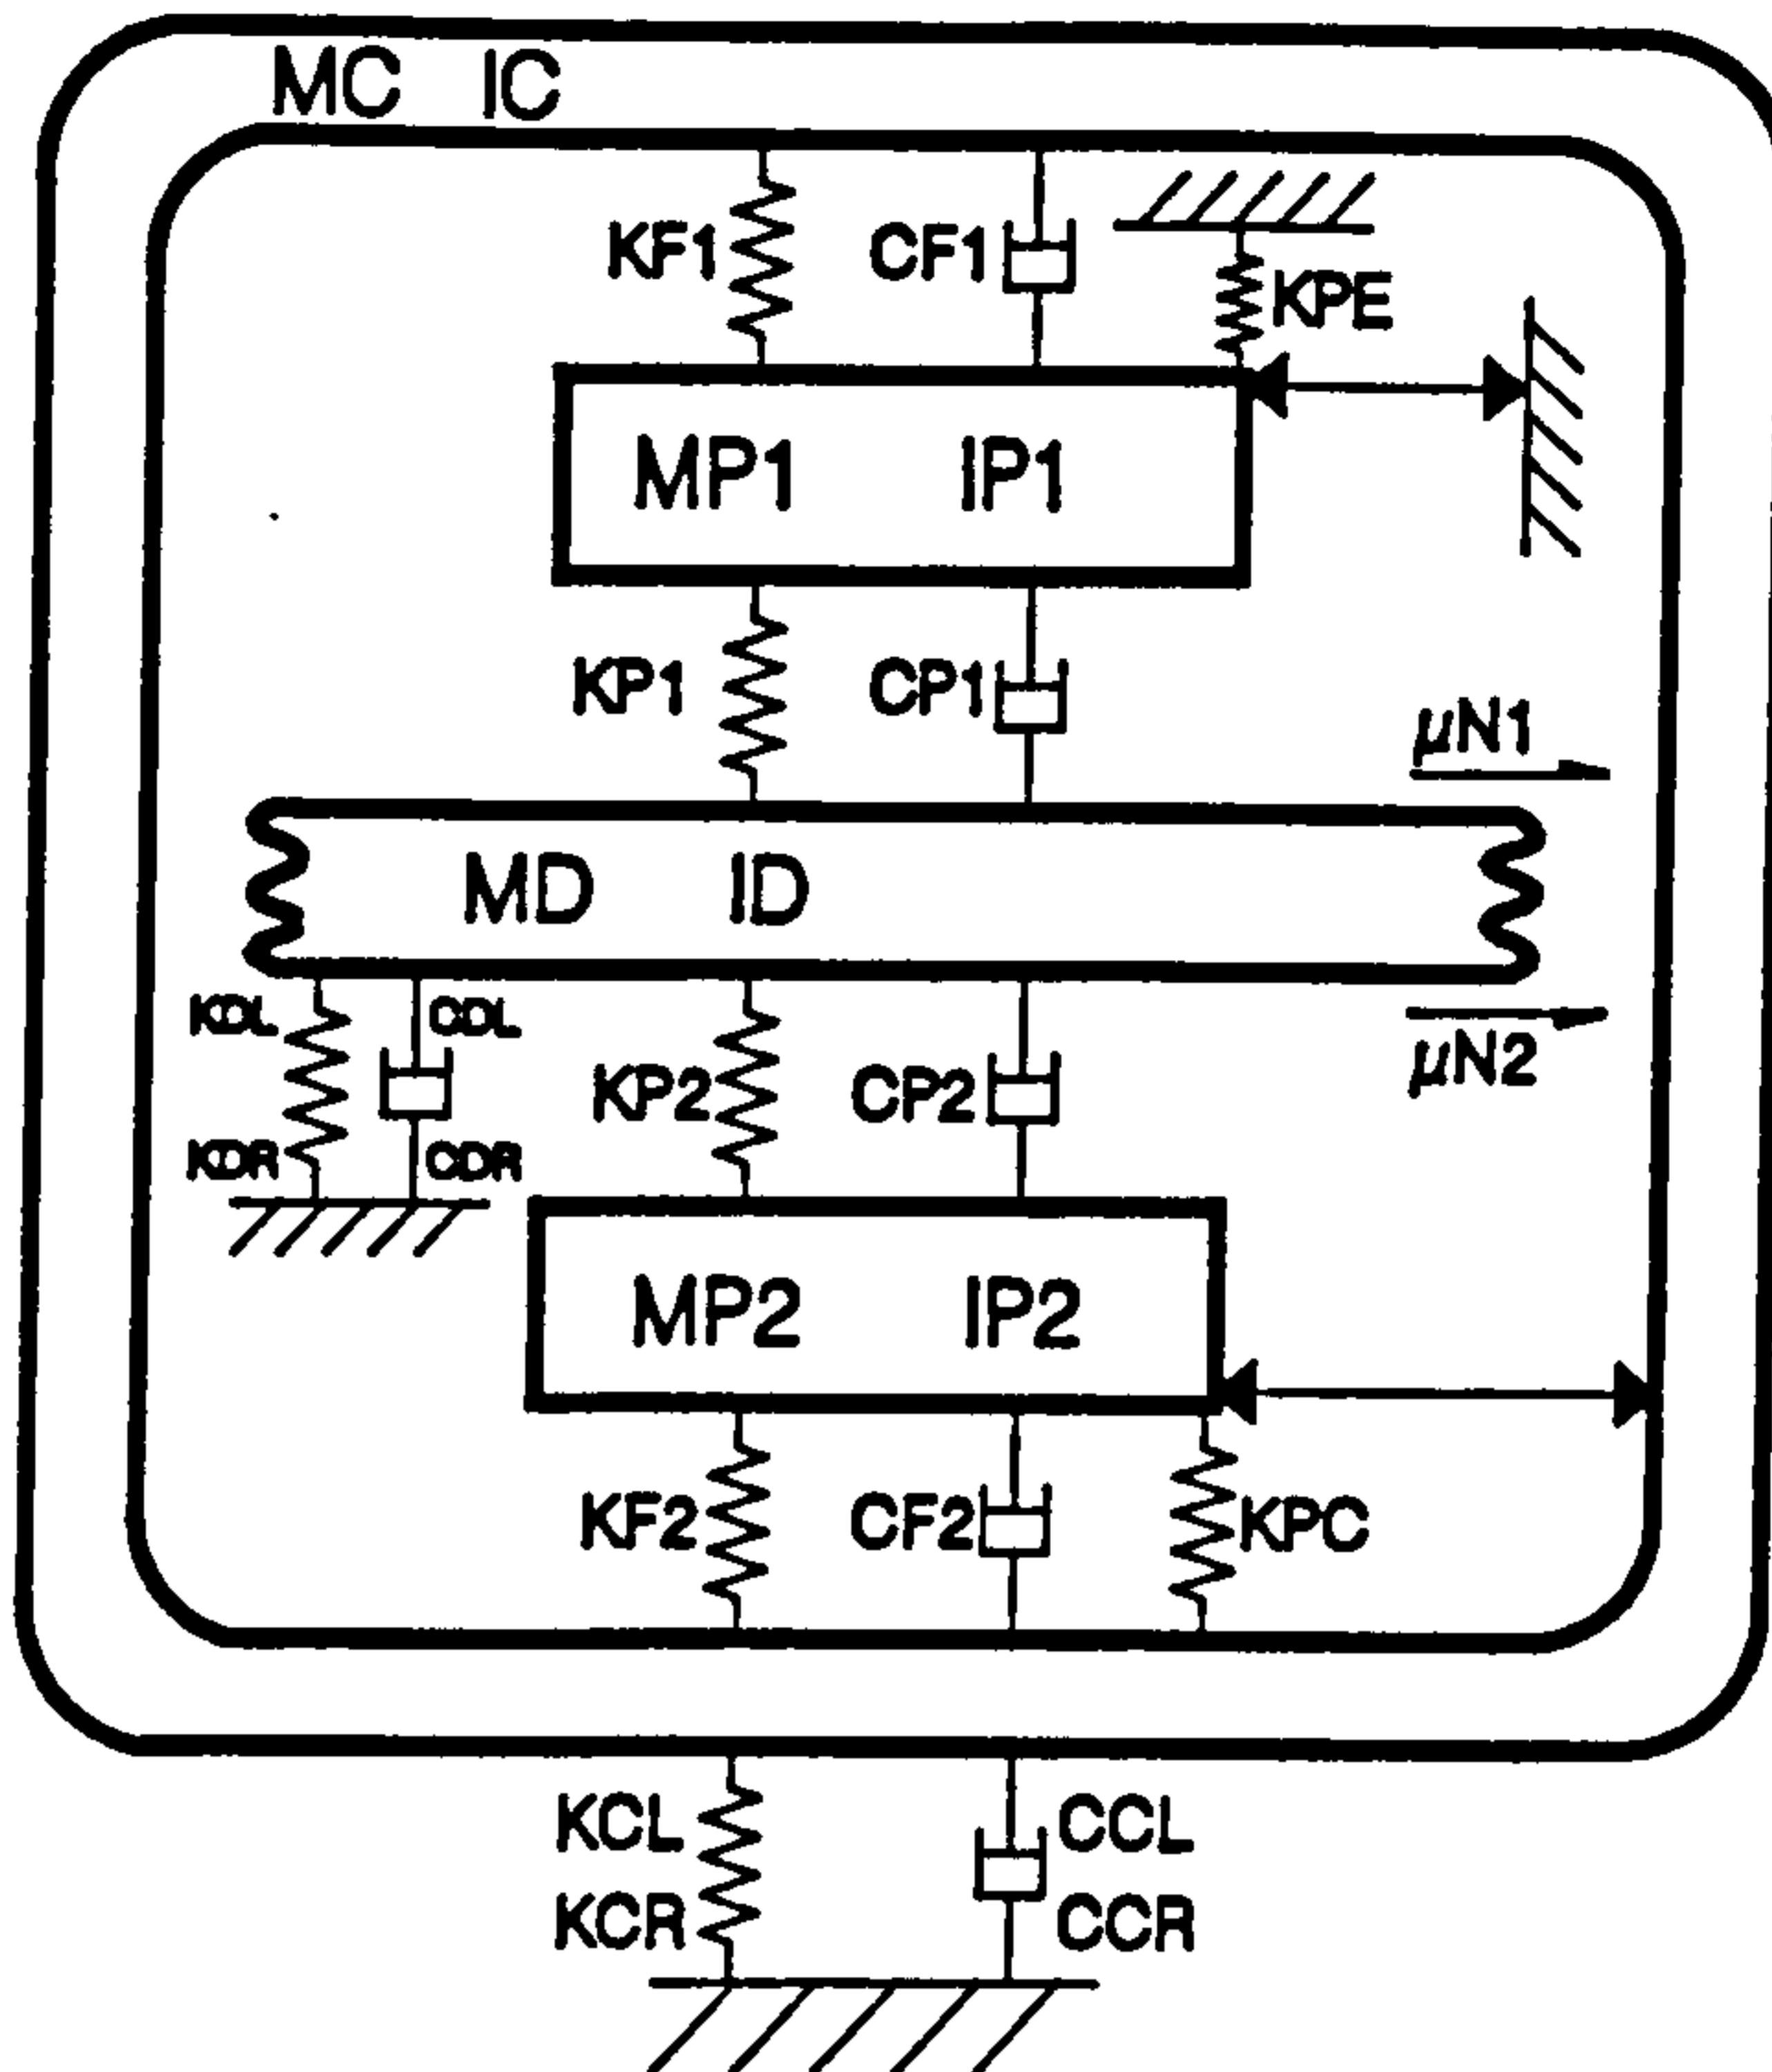 MC IC
KF1 CF1 KPE
MP1 IP1
KP1 CP1
μN1
MD ID
KDL CDL
μN2
KP2 CP2
KDR CDR
MP2 IP2
KF2 CF2 KPC
KCL CCL
KCR CCR